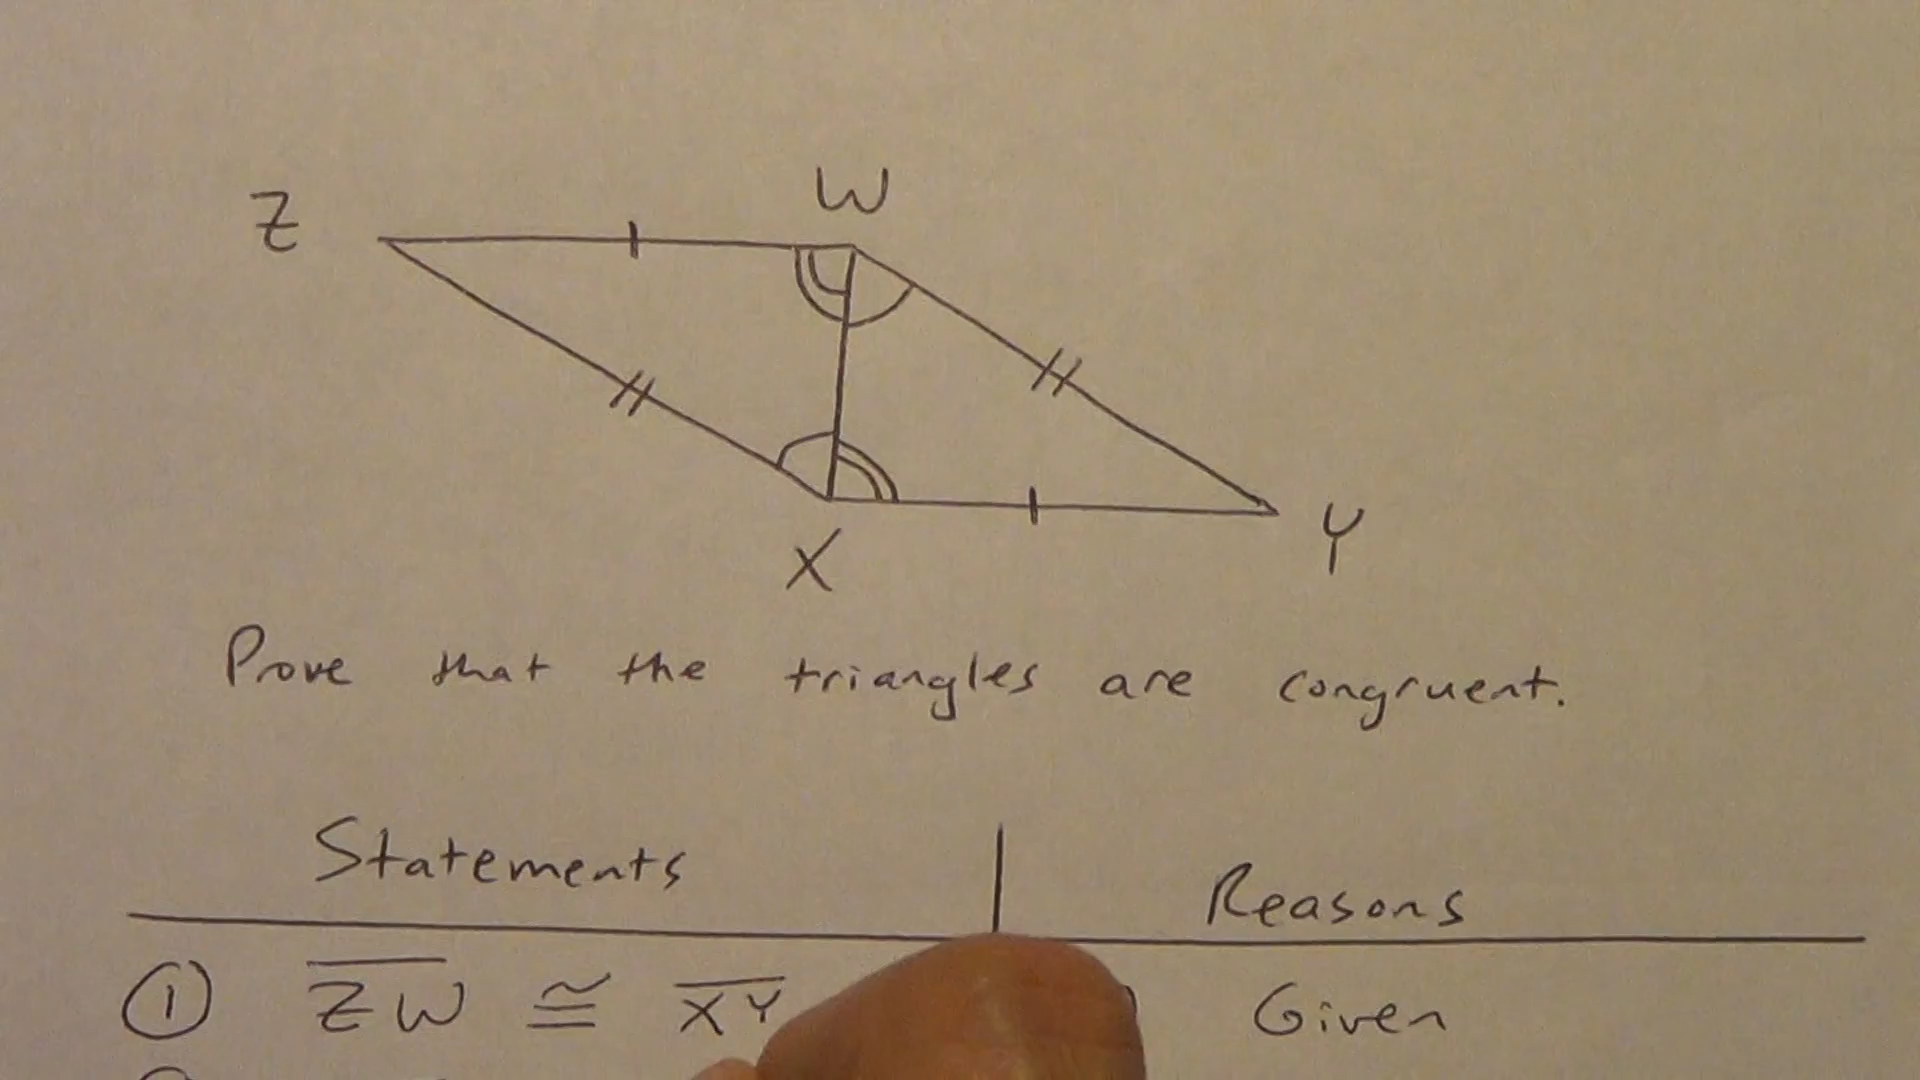 W
Z
X
Y
Prove that the triangles are congruent.
Statements
Reasons
① ZW ≅ XY
Given